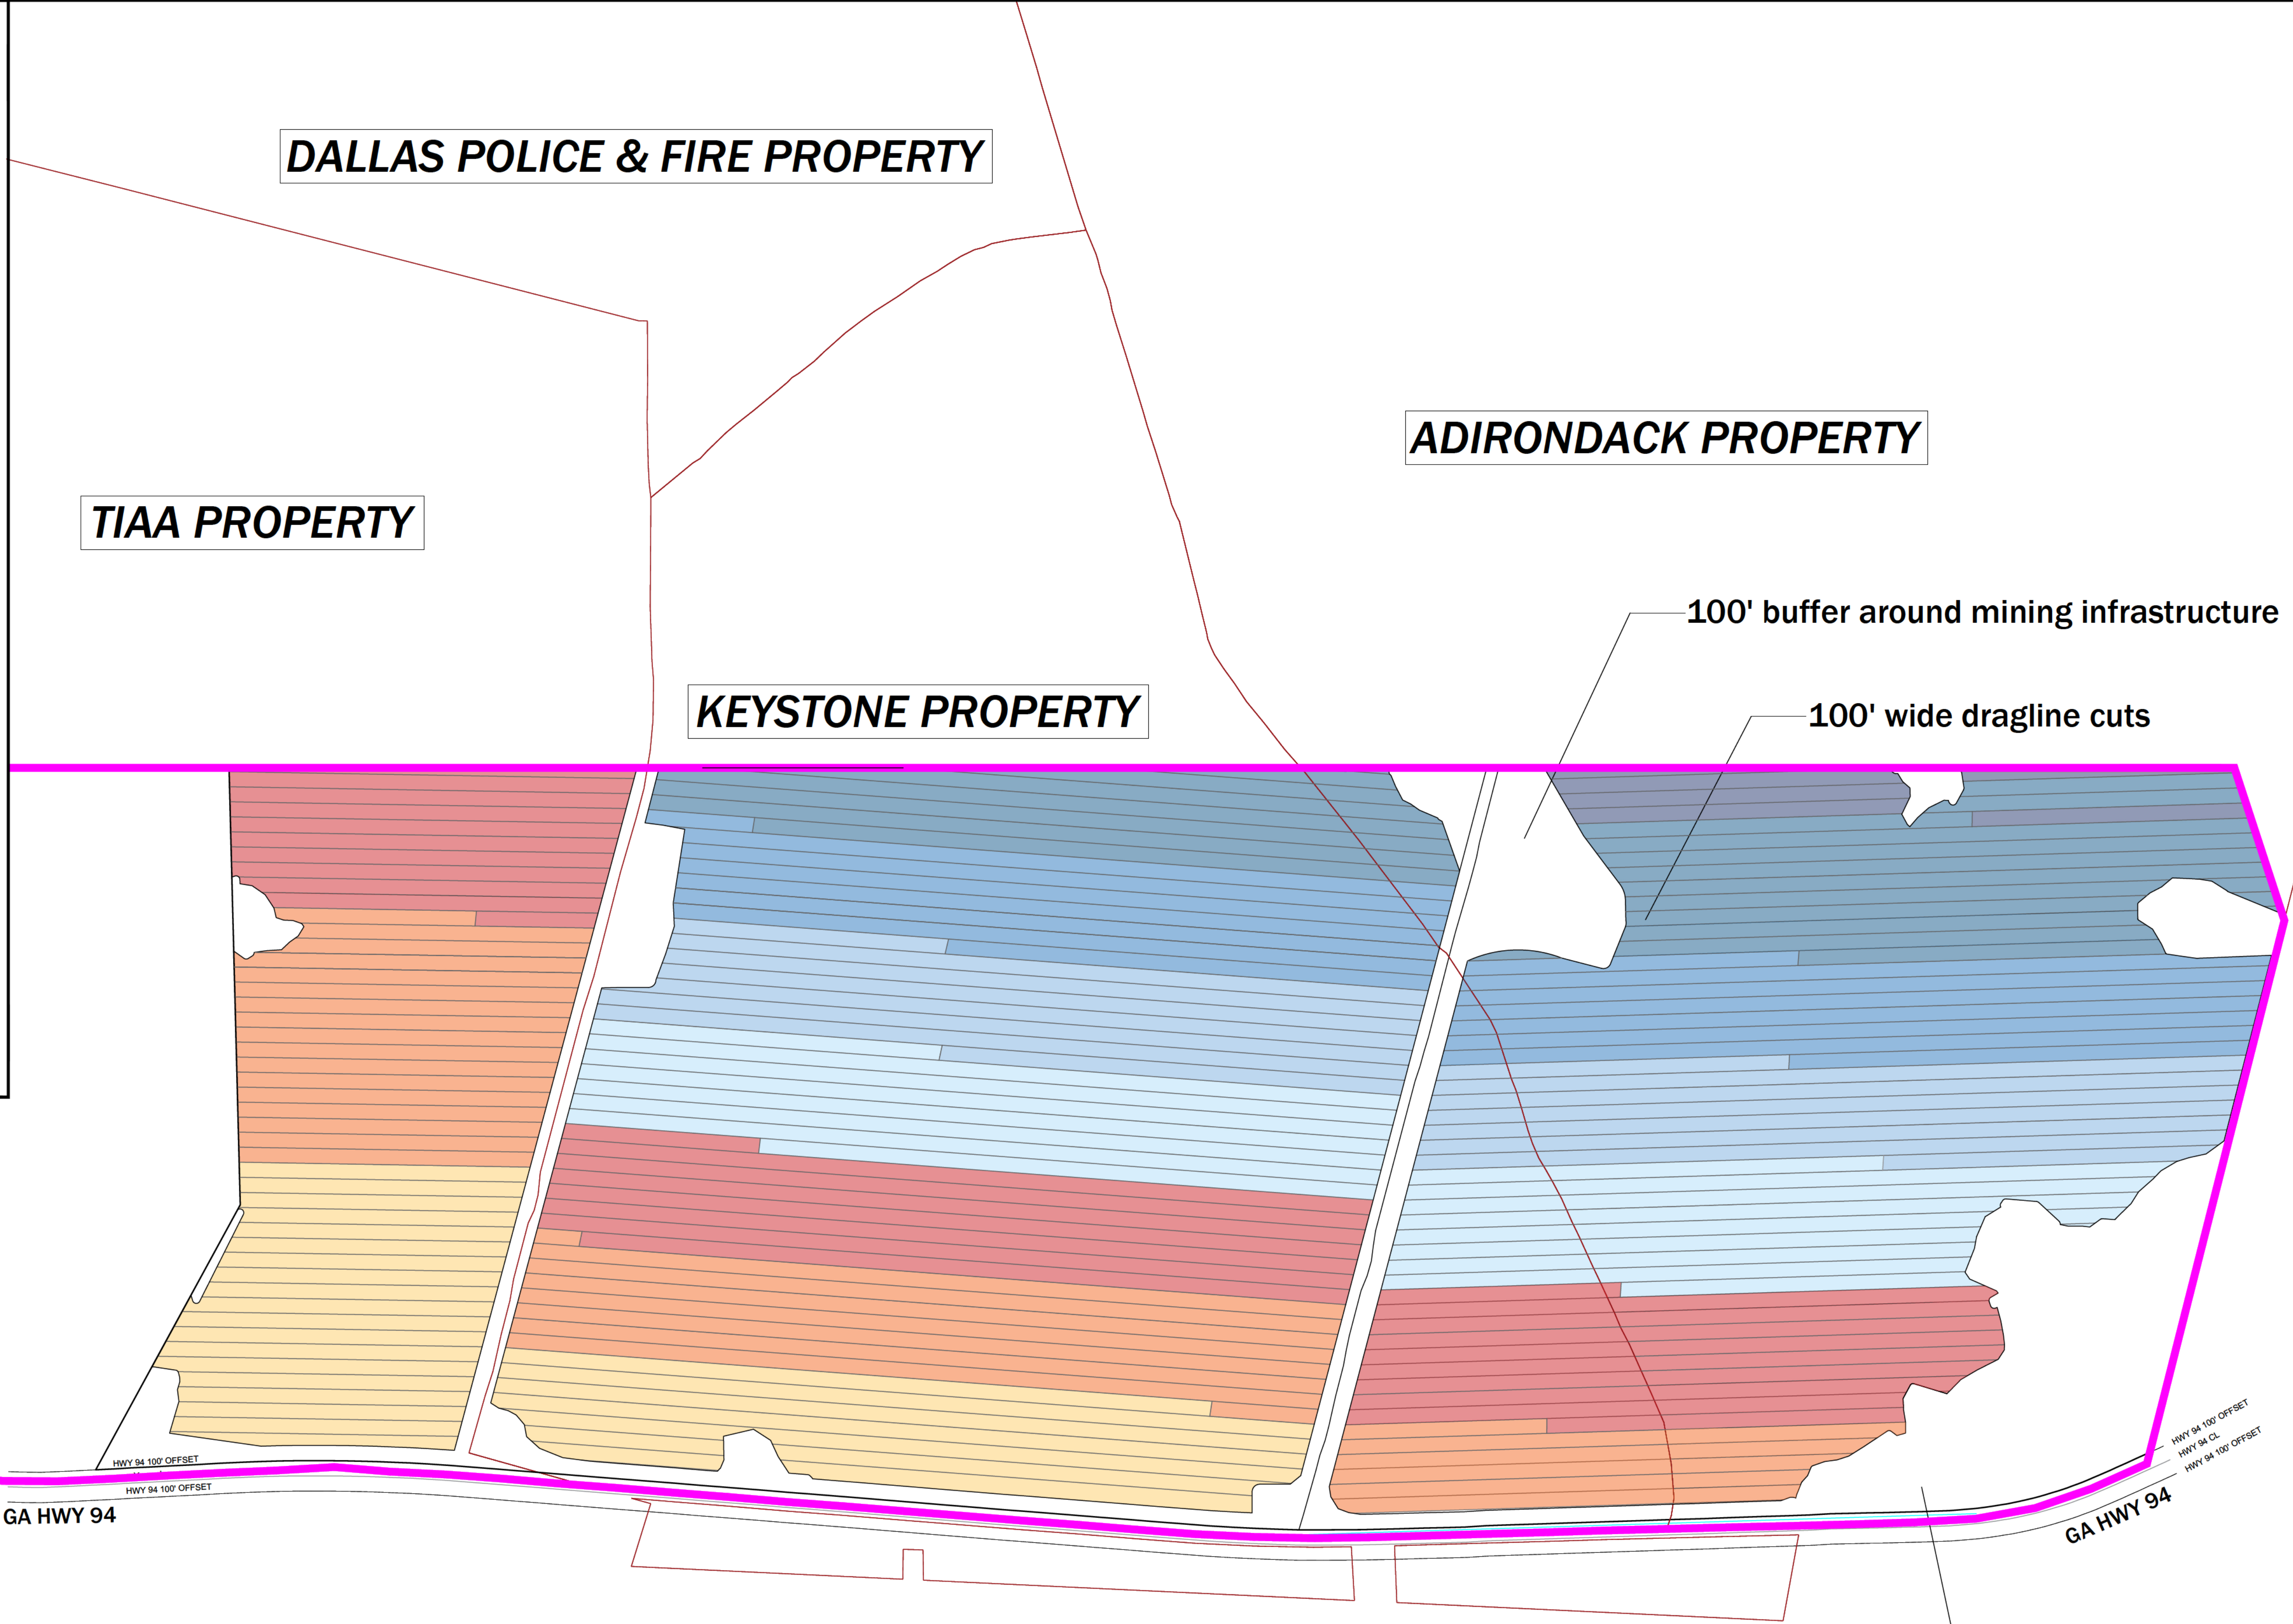 DALLAS POLICE & FIRE PROPERTY
ADIRONDACK PROPERTY
TIAA PROPERTY
100' buffer around mining infrastructure
KEYSTONE PROPERTY
100' wide dragline cuts
HWY 94 100' OFFSET
HWY 94 CL
HWY 94 100' OFFSET
HWY 94 100' OFFSET
HWY 94 100' OFFSET
GA HWY 94
GA HWY 94